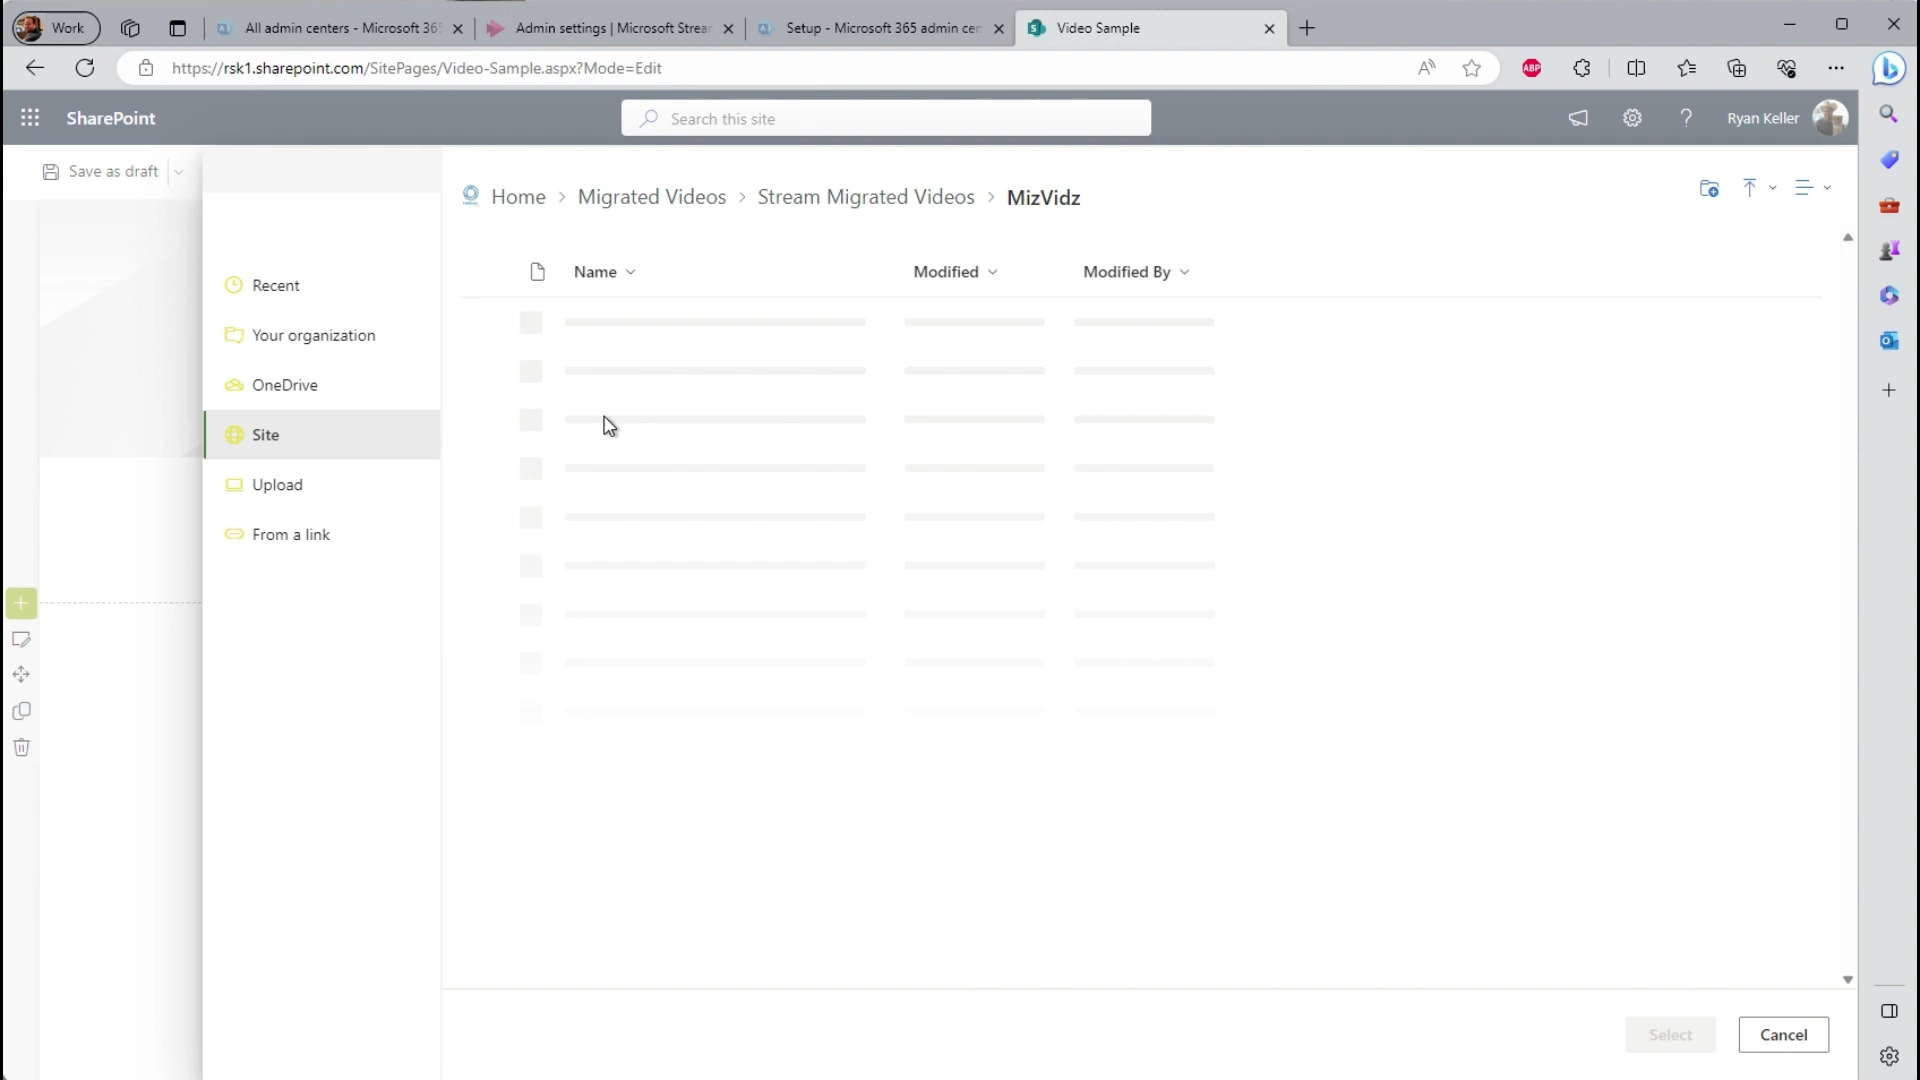 Work
All admin centers - Microsoft 365
Admin settings | Microsoft Strea
Setup - Microsoft 365 admin cen
Video Sample
https://rsk1.sharepoint.com/SitePages/Video-Sample.aspx?Mode=Edit
ABP
SharePoint
Search this site
Ryan Keller
Save as draft
Home > Migrated Videos > Stream Migrated Videos > MizVidz
Name
Modified
Modified By
Recent
Your organization
OneDrive
Site
Upload
From a link
Select
Cancel